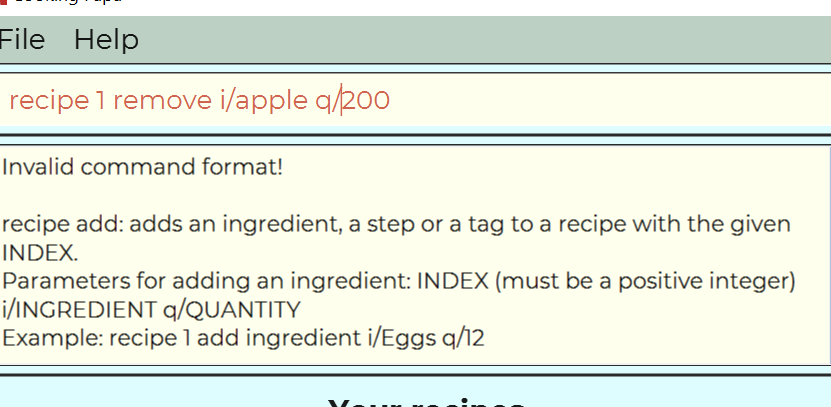 File Help
recipe 1 remove i/apple q/200
Invalid command format!
recipe add: adds an ingredient, a step or a tag to a recipe with the given
INDEX.
Parameters for adding an ingredient: INDEX (must be a positive integer)
i/INGREDIENT q/QUANTITY
Example: recipe 1 add ingredient i/Eggs q/12
Your recipes